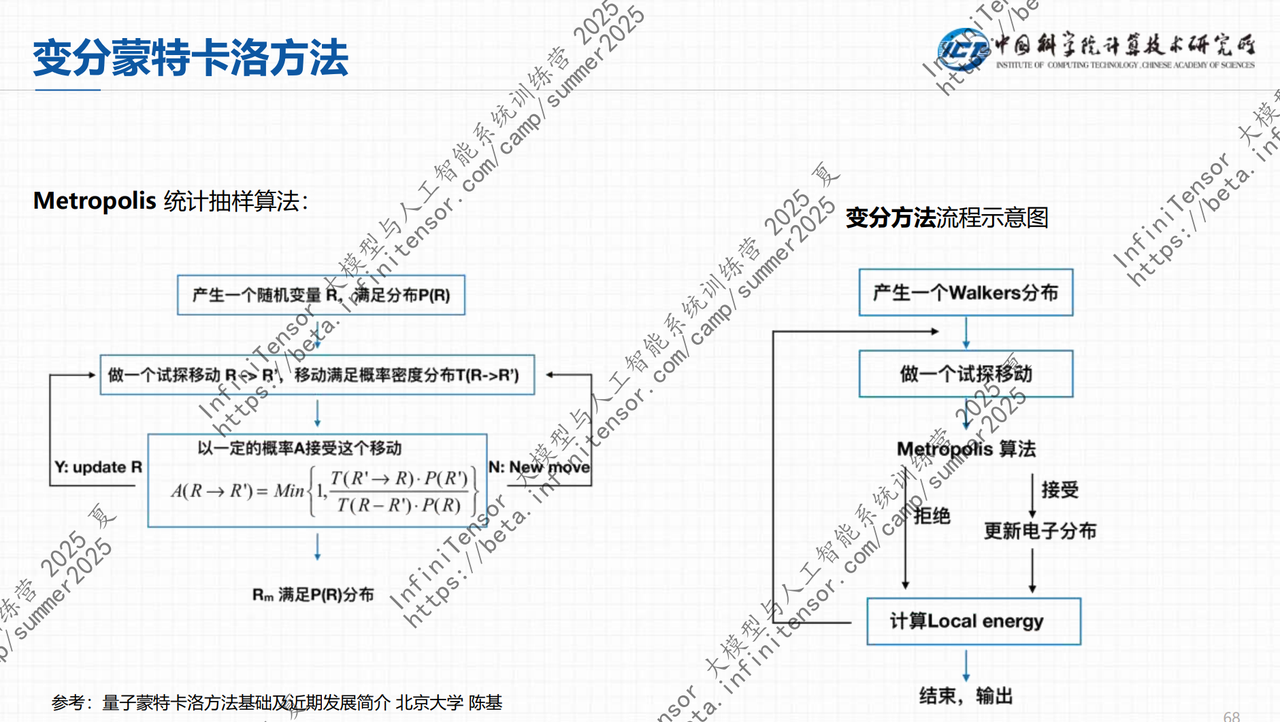 变分蒙特卡洛方法
中国科学院计算技术研究所
INSTITUTE OF COMPUTING TECHNOLOGY, CHINESE ACADEMY OF SCIENCES
Metropolis 统计抽样算法：
产生一个随机变量 R，满足分布P(R)
做一个试探移动 R -> R'，移动满足概率密度分布T(R->R')
以一定的概率A接受这个移动
A(R → R') = Min{1, T(R' → R)·P(R') / T(R − R')·P(R)}
Y: update R
N: New move
Rₘ 满足P(R)分布
变分方法流程示意图
产生一个Walkers分布
做一个试探移动
Metropolis 算法
接受
拒绝
更新电子分布
计算Local energy
结束，输出
参考：量子蒙特卡洛方法基础及近期发展简介 北京大学 陈基
68
InfiniTensor 大模型与人工智能系统训练营 2025 夏
https://beta.infinitensor.com/camp/summer2025